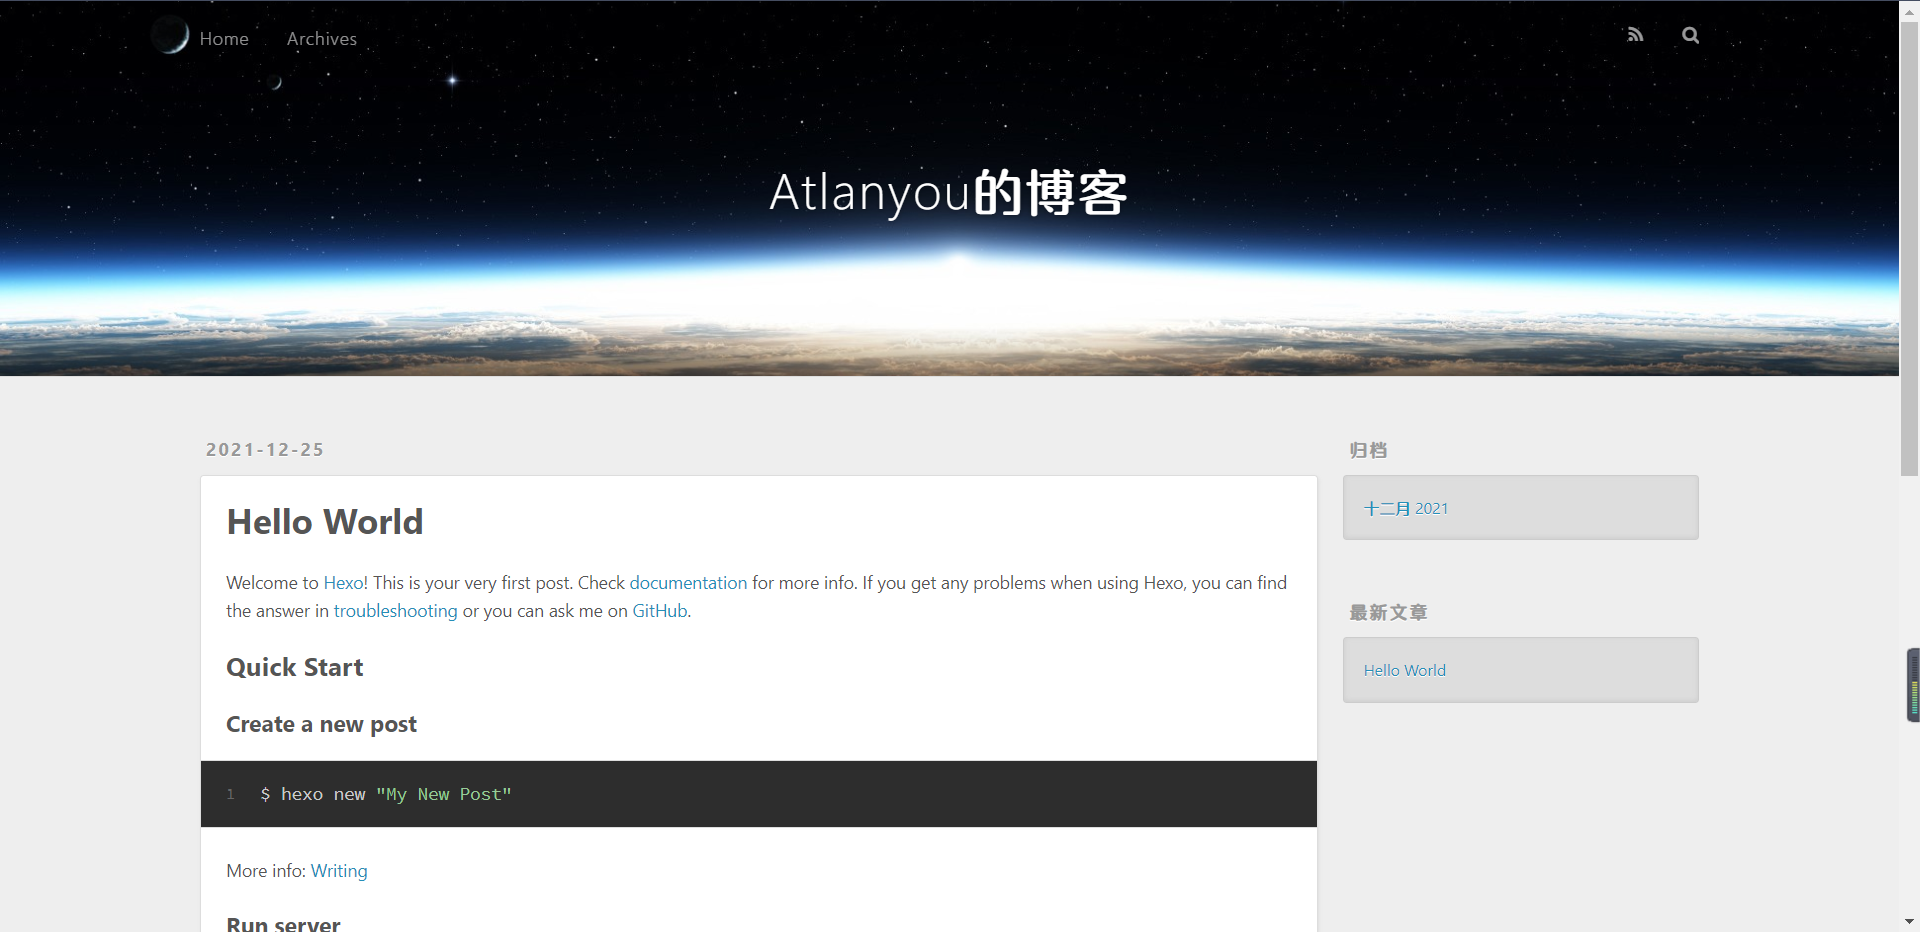 Home Archives
Atlanyou的博客
2021-12-25
Hello World
Welcome to Hexo! This is your very first post. Check documentation for more info. If you get any problems when using Hexo, you can find
the answer in troubleshooting or you can ask me on GitHub.
Quick Start
Create a new post
1 $ hexo new "My New Post"
More info: Writing
Run server
归档
十二月 2021
最新文章
Hello World